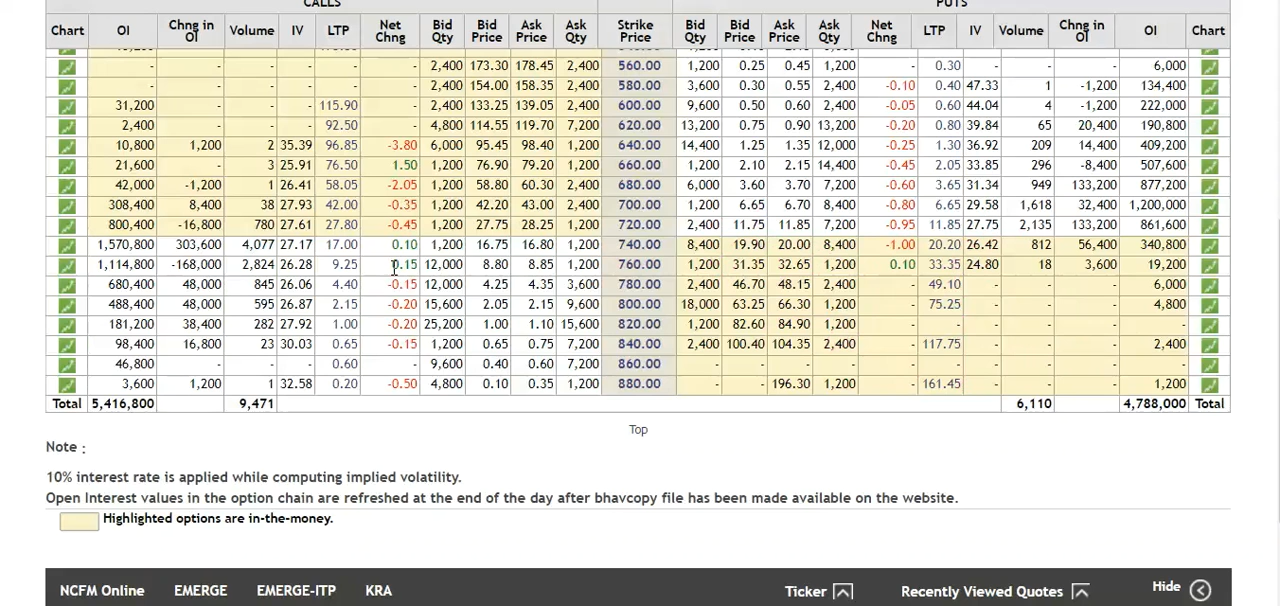 CALLS PUTS
Chart OI Chng in OI Volume IV LTP Net Chng Bid Qty Bid Price Ask Price Ask Qty Strike Price Bid Qty Bid Price Ask Price Ask Qty Net Chng LTP IV Volume Chng in OI OI Chart
- - - - - - 2,400 173.30 178.45 2,400 560.00 1,200 0.25 0.45 1,200 - 0.30 - - - 6,000
- - - - - - 2,400 154.00 158.35 2,400 580.00 3,600 0.30 0.55 2,400 -0.10 0.40 47.33 1 -1,200 134,400
31,200 - - - 115.90 - 2,400 133.25 139.05 2,400 600.00 9,600 0.50 0.60 2,400 -0.05 0.60 44.04 4 -1,200 222,000
2,400 - - - 92.50 - 4,800 114.55 119.70 7,200 620.00 13,200 0.75 0.90 13,200 -0.20 0.80 39.84 65 20,400 190,800
10,800 1,200 2 35.39 96.85 -3.80 6,000 95.45 98.40 1,200 640.00 14,400 1.25 1.35 12,000 -0.25 1.30 36.92 209 14,400 409,200
21,600 - 3 25.91 76.50 1.50 1,200 76.90 79.20 1,200 660.00 1,200 2.10 2.15 14,400 -0.45 2.05 33.85 296 -8,400 507,600
42,000 -1,200 1 26.41 58.05 -2.05 1,200 58.80 60.30 2,400 680.00 6,000 3.60 3.70 7,200 -0.60 3.65 31.34 949 133,200 877,200
308,400 8,400 38 27.93 42.00 -0.35 1,200 42.20 43.00 2,400 700.00 1,200 6.65 6.70 8,400 -0.80 6.65 29.58 1,618 32,400 1,200,000
800,400 -16,800 780 27.61 27.80 -0.45 1,200 27.75 28.25 1,200 720.00 2,400 11.75 11.85 7,200 -0.95 11.85 27.75 2,135 133,200 861,600
1,570,800 303,600 4,077 27.17 17.00 0.10 1,200 16.75 16.80 1,200 740.00 8,400 19.90 20.00 8,400 -1.00 20.20 26.42 812 56,400 340,800
1,114,800 -168,000 2,824 26.28 9.25 0.15 12,000 8.80 8.85 1,200 760.00 1,200 31.35 32.65 1,200 0.10 33.35 24.80 18 3,600 19,200
680,400 48,000 845 26.06 4.40 -0.15 12,000 4.25 4.35 3,600 780.00 2,400 46.70 48.15 2,400 - 49.10 - - - 6,000
488,400 48,000 595 26.87 2.15 -0.20 15,600 2.05 2.15 9,600 800.00 18,000 63.25 66.30 1,200 - 75.25 - - - 4,800
181,200 38,400 282 27.92 1.00 -0.20 25,200 1.00 1.10 15,600 820.00 1,200 82.60 84.90 1,200 - - - - - -
98,400 16,800 23 30.03 0.65 -0.15 1,200 0.65 0.75 7,200 840.00 2,400 100.40 104.35 2,400 - 117.75 - - - 2,400
46,800 - - - 0.60 - 9,600 0.40 0.60 7,200 860.00 - - - - - - - - - -
3,600 1,200 1 32.58 0.20 -0.50 4,800 0.10 0.35 1,200 880.00 - - 196.30 1,200 - 161.45 - - - 1,200
Total 5,416,800 9,471 6,110 4,788,000 Total
Top
Note :
10% interest rate is applied while computing implied volatility.
Open Interest values in the option chain are refreshed at the end of the day after bhavcopy file has been made available on the website.
Highlighted options are in-the-money.
NCFM Online EMERGE EMERGE-ITP KRA Ticker Recently Viewed Quotes Hide